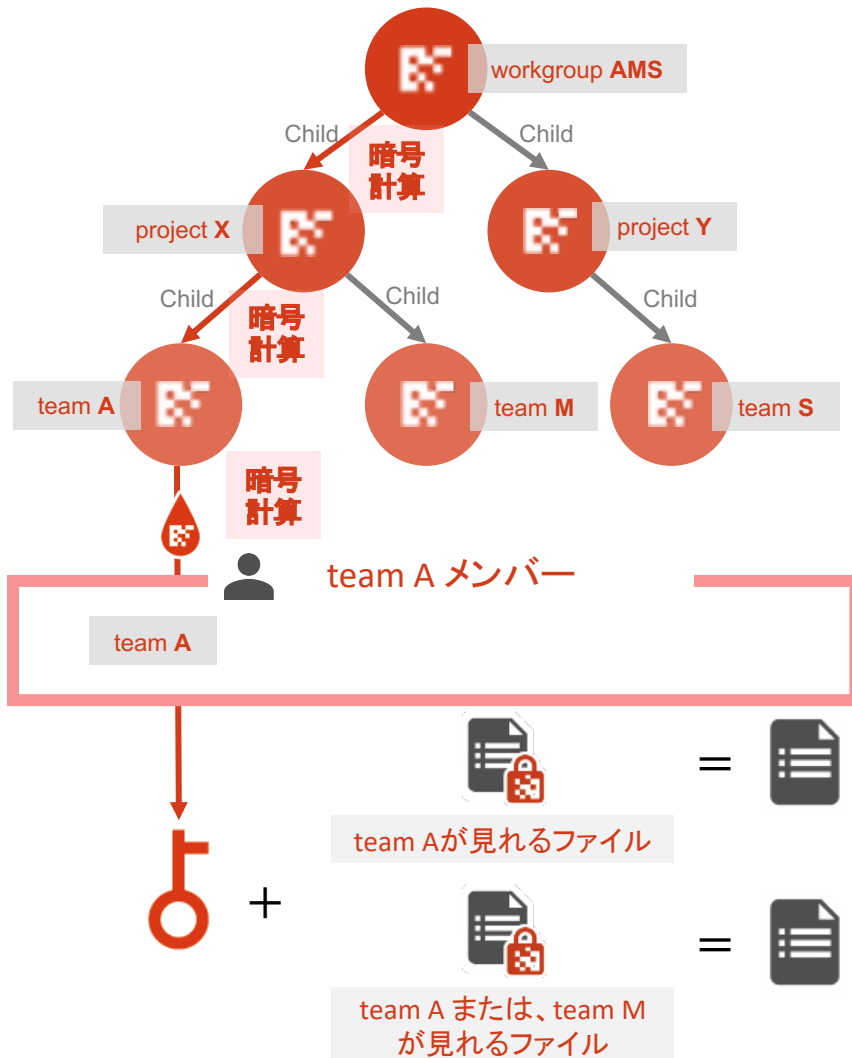 workgroup AMS
Child
Child
暗号
計算
project X
project Y
Child
Child
Child
暗号
計算
team A
team M
team S
暗号
計算
team A メンバー
team A
=
team Aが見れるファイル
+
=
team A または、team M
が見れるファイル